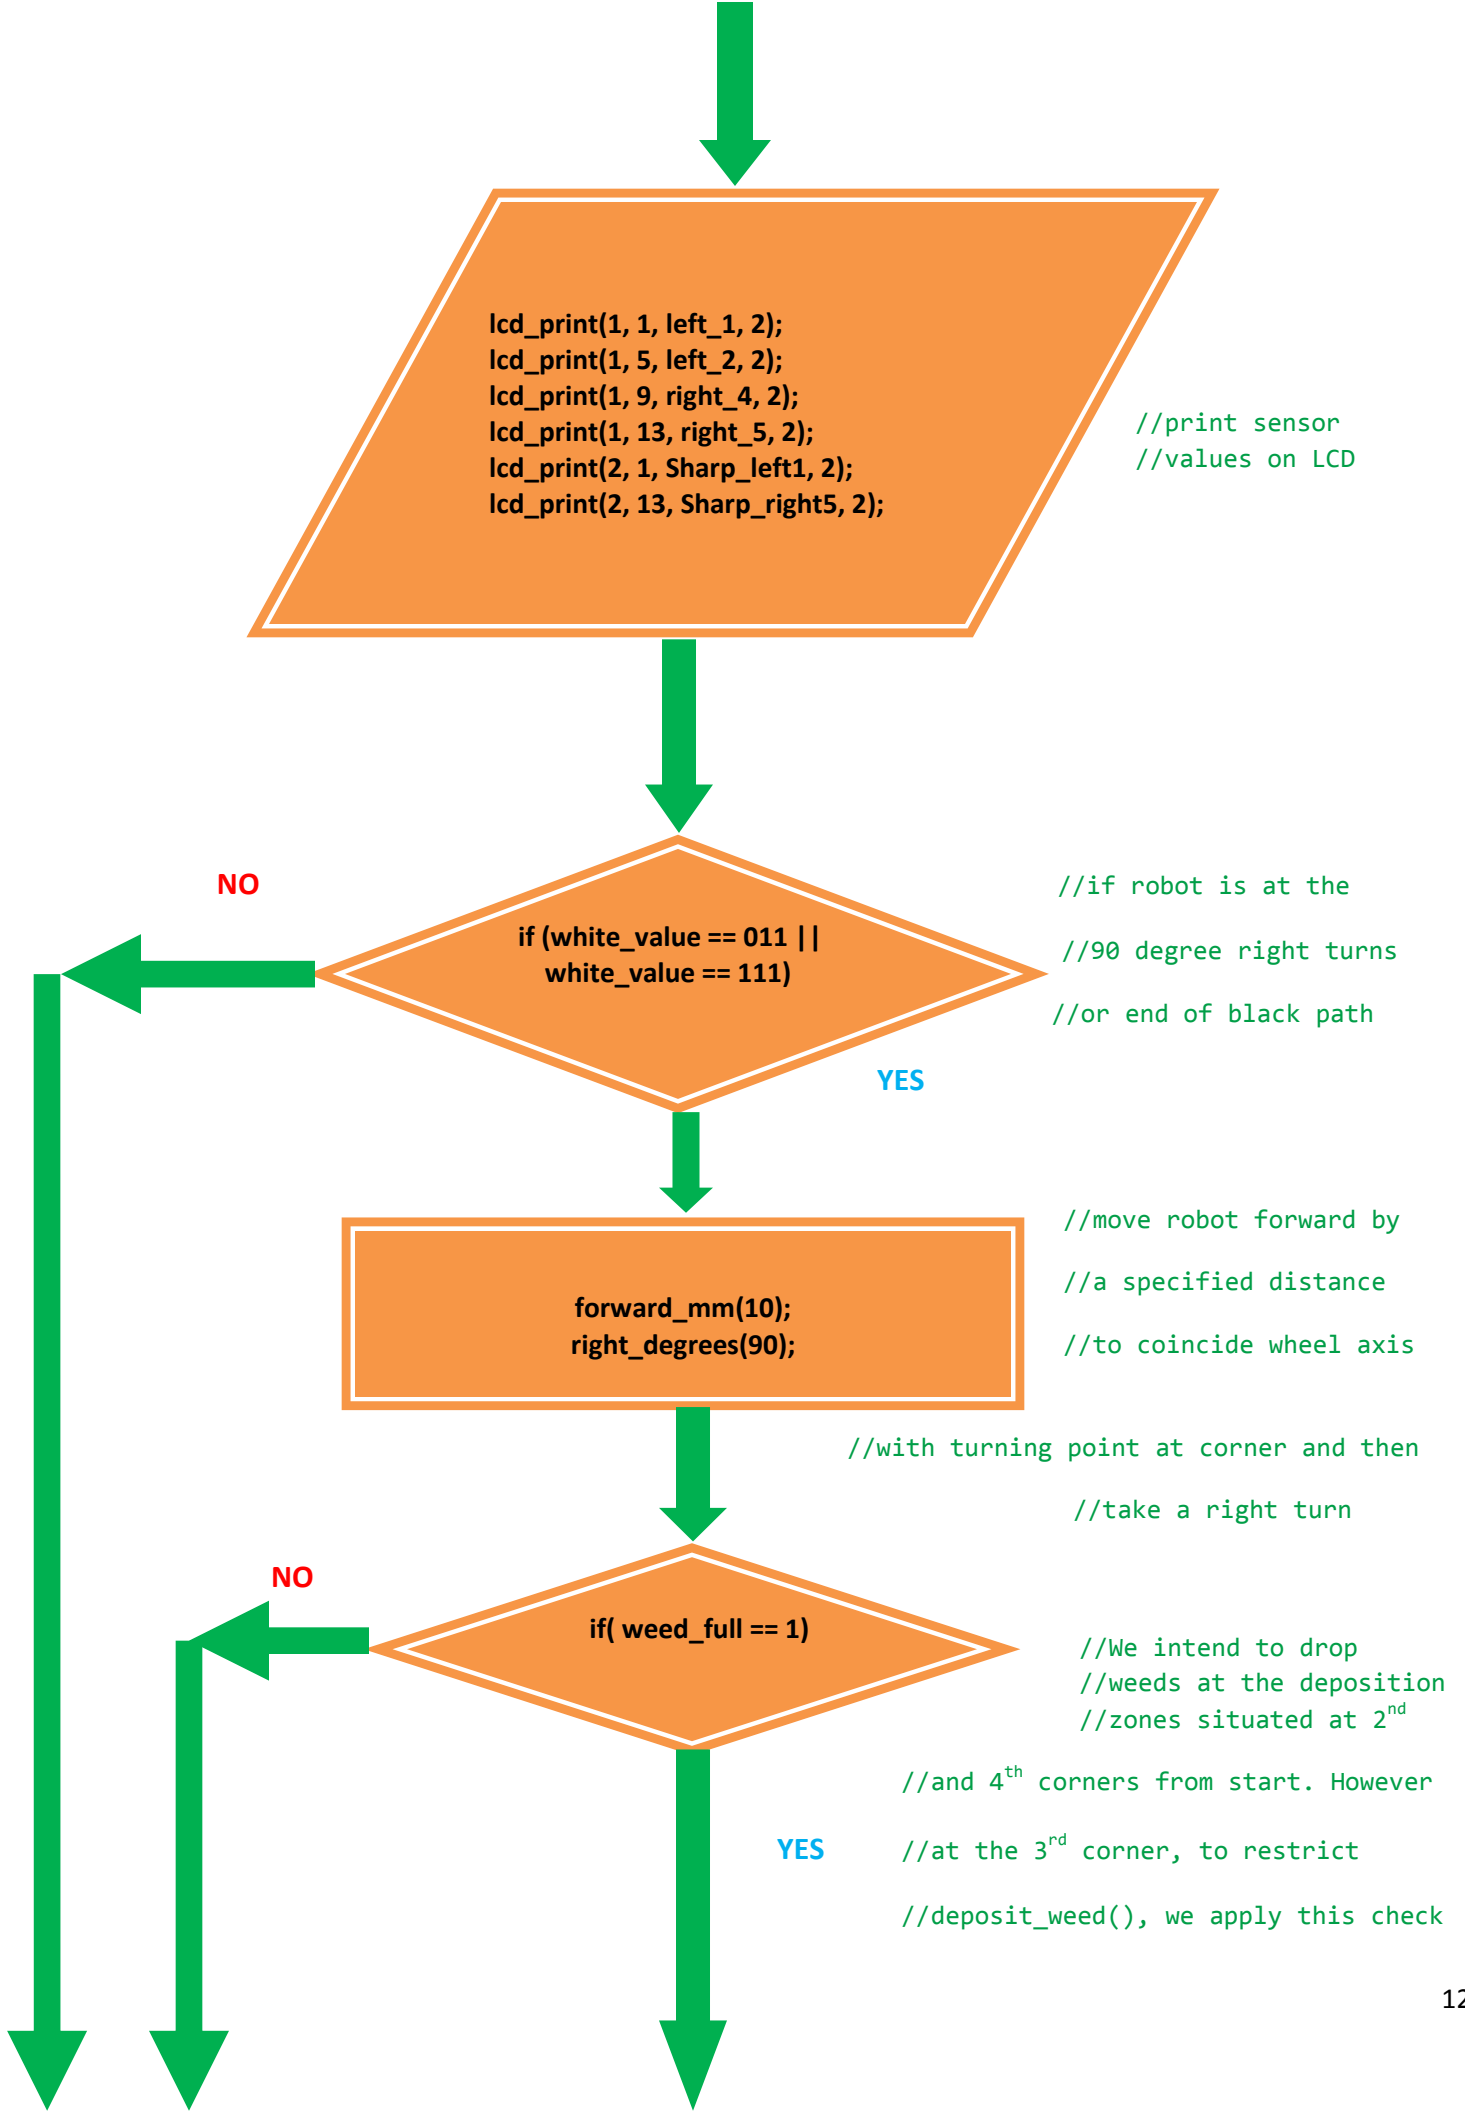 lcd_print(1, 1, left_1, 2);
lcd_print(1, 5, left_2, 2);
lcd_print(1, 9, right_4, 2);
lcd_print(1, 13, right_5, 2);
lcd_print(2, 1, Sharp_left1, 2);
lcd_print(2, 13, Sharp_right5, 2);
//print sensor
//values on LCD
NO
if (white_value == 011 ||
white_value == 111)
//if robot is at the
//90 degree right turns
//or end of black path
YES
forward_mm(10);
right_degrees(90);
//move robot forward by
//a specified distance
//to coincide wheel axis
//with turning point at corner and then
//take a right turn
NO
if( weed_full == 1)
//We intend to drop
//weeds at the deposition
//zones situated at 2nd
//and 4th corners from start. However
YES
//at the 3rd corner, to restrict
//deposit_weed(), we apply this check
12